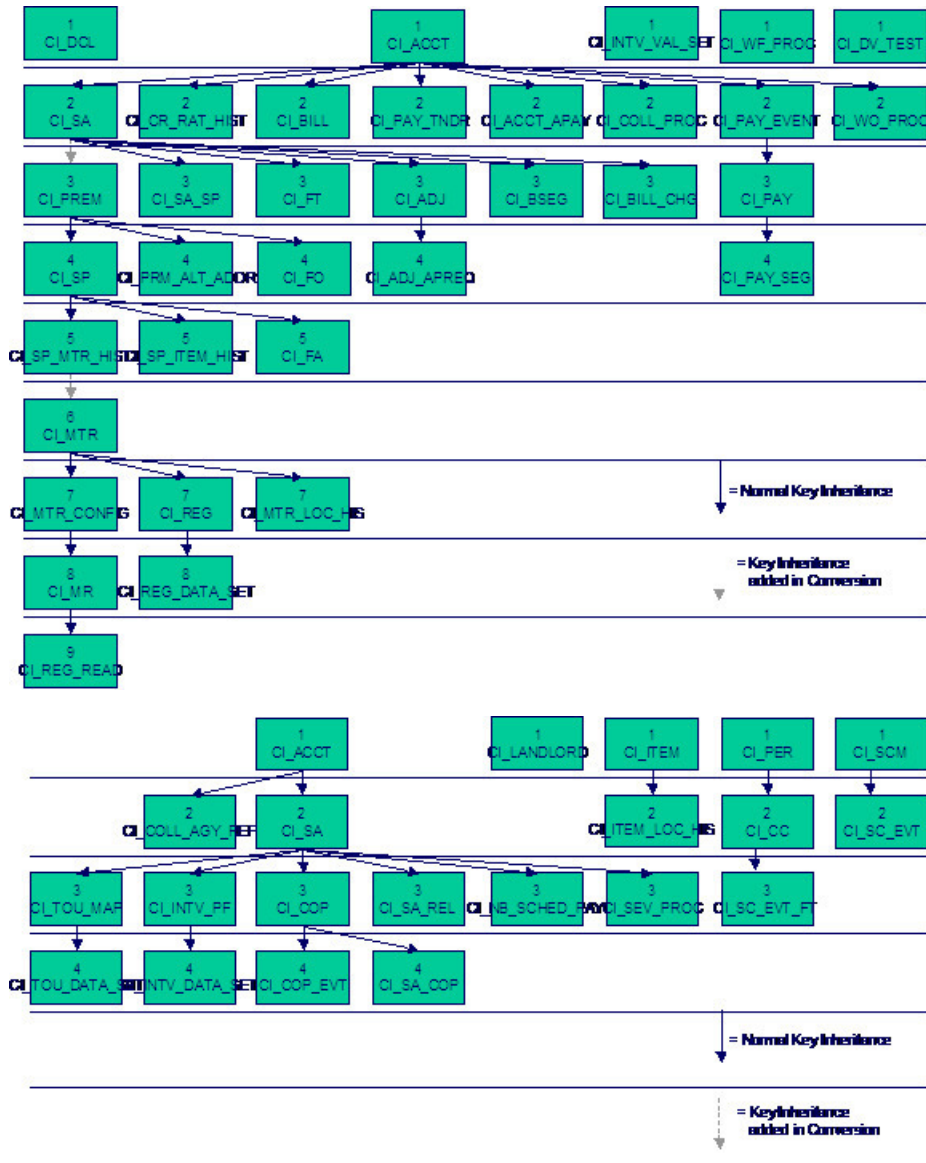 1
CI_DCL
1
CI_ACCT
1
CI_INTV_VAL_SET
1
CI_WF_PROC
1
CI_DV_TEST
2
CI_SA
2
CI_CR_RAT_HIST
2
CI_BILL
2
CI_PAY_TNDR
2
CI_ACCT_APAY
2
CI_COLL_PROC
2
CI_PAY_EVENT
2
CI_WO_PROC
3
CI_PREM
3
CI_SA_SP
3
CI_FT
3
CI_ADJ
3
CI_BSEG
3
CI_BILL_CHG
3
CI_PAY
4
CI_SP
4
CI_PRM_ALT_ADDR
4
CI_FO
4
CI_ADJ_APREQ
4
CI_PAY_SEG
5
CI_SP_MTR_HIST
5
CI_SP_ITEM_HIST
5
CI_FA
6
CI_MTR
7
CI_MTR_CONFIG
7
CI_REG
7
CI_MTR_LOC_HIS
= Normal Key Inheritance
8
CI_MR
8
CI_REG_DATA_SET
= Key Inheritance
added in Conversion
9
CI_REG_READ
1
CI_ACCT
1
CI_LANDLORD
1
CI_ITEM
1
CI_PER
1
CI_SCM
2
CI_COLL_AGY_REF
2
CI_SA
2
CI_ITEM_LOC_HIS
2
CI_CC
2
CI_SC_EVT
3
CI_TOU_MAP
3
CI_INTV_PF
3
CI_COP
3
CI_SA_REL
3
CI_NB_SCHED_PAY
3
CI_SEV_PROC
3
CI_SC_EVT_FT
4
CI_TOU_DATA_SET
4
CI_INTV_DATA_SET
4
CI_COP_EVT
4
CI_SA_COP
= Normal Key Inheritance
= Key Inheritance
added in Conversion